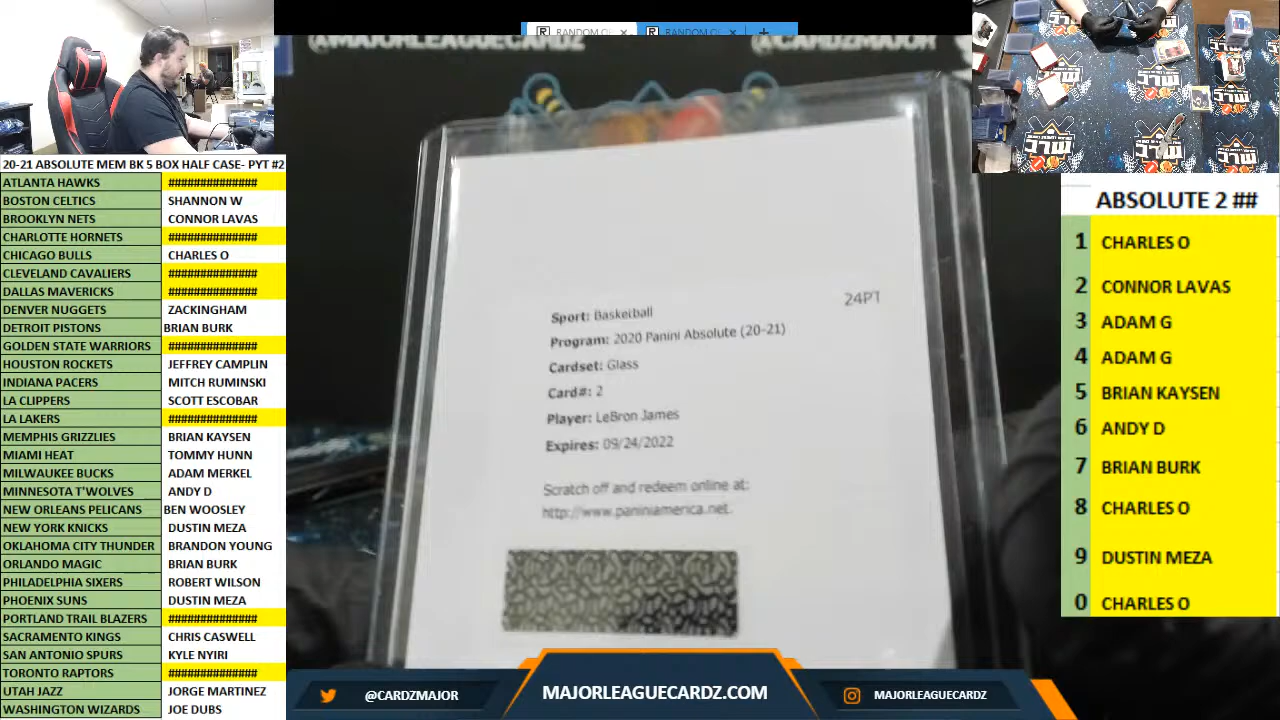 RANDOM
RANDOM
@MAJORLEAGUECARDZ
@CARDZMAJOR
20-21 ABSOLUTE MEM BK 5 BOX HALF CASE- PYT #2
ATLANTA HAWKS ##############
BOSTON CELTICS SHANNON W
BROOKLYN NETS CONNOR LAVAS
CHARLOTTE HORNETS ##############
CHICAGO BULLS CHARLES O
CLEVELAND CAVALIERS ##############
DALLAS MAVERICKS ##############
DENVER NUGGETS ZACKINGHAM
DETROIT PISTONS BRIAN BURK
GOLDEN STATE WARRIORS ##############
HOUSTON ROCKETS JEFFREY CAMPLIN
INDIANA PACERS MITCH RUMINSKI
LA CLIPPERS SCOTT ESCOBAR
LA LAKERS ##############
MEMPHIS GRIZZLIES BRIAN KAYSEN
MIAMI HEAT TOMMY HUNN
MILWAUKEE BUCKS ADAM MERKEL
MINNESOTA T'WOLVES ANDY D
NEW ORLEANS PELICANS BEN WOOSLEY
NEW YORK KNICKS DUSTIN MEZA
OKLAHOMA CITY THUNDER BRANDON YOUNG
ORLANDO MAGIC BRIAN BURK
PHILADELPHIA SIXERS ROBERT WILSON
PHOENIX SUNS DUSTIN MEZA
PORTLAND TRAIL BLAZERS ##############
SACRAMENTO KINGS CHRIS CASWELL
SAN ANTONIO SPURS KYLE NYIRI
TORONTO RAPTORS ##############
UTAH JAZZ JORGE MARTINEZ
WASHINGTON WIZARDS JOE DUBS
24PT
Sport: Basketball
Program: 2020 Panini Absolute (20-21)
Cardset: Glass
Card#: 2
Player: LeBron James
Expires: 09/24/2022
Scratch off and redeem online at:
http://www.paniniamerica.net.
ABSOLUTE 2 ##
1 CHARLES O
2 CONNOR LAVAS
3 ADAM G
4 ADAM G
5 BRIAN KAYSEN
6 ANDY D
7 BRIAN BURK
8 CHARLES O
9 DUSTIN MEZA
0 CHARLES O
@CARDZMAJOR
MAJORLEAGUECARDZ.COM
MAJORLEAGUECARDZ